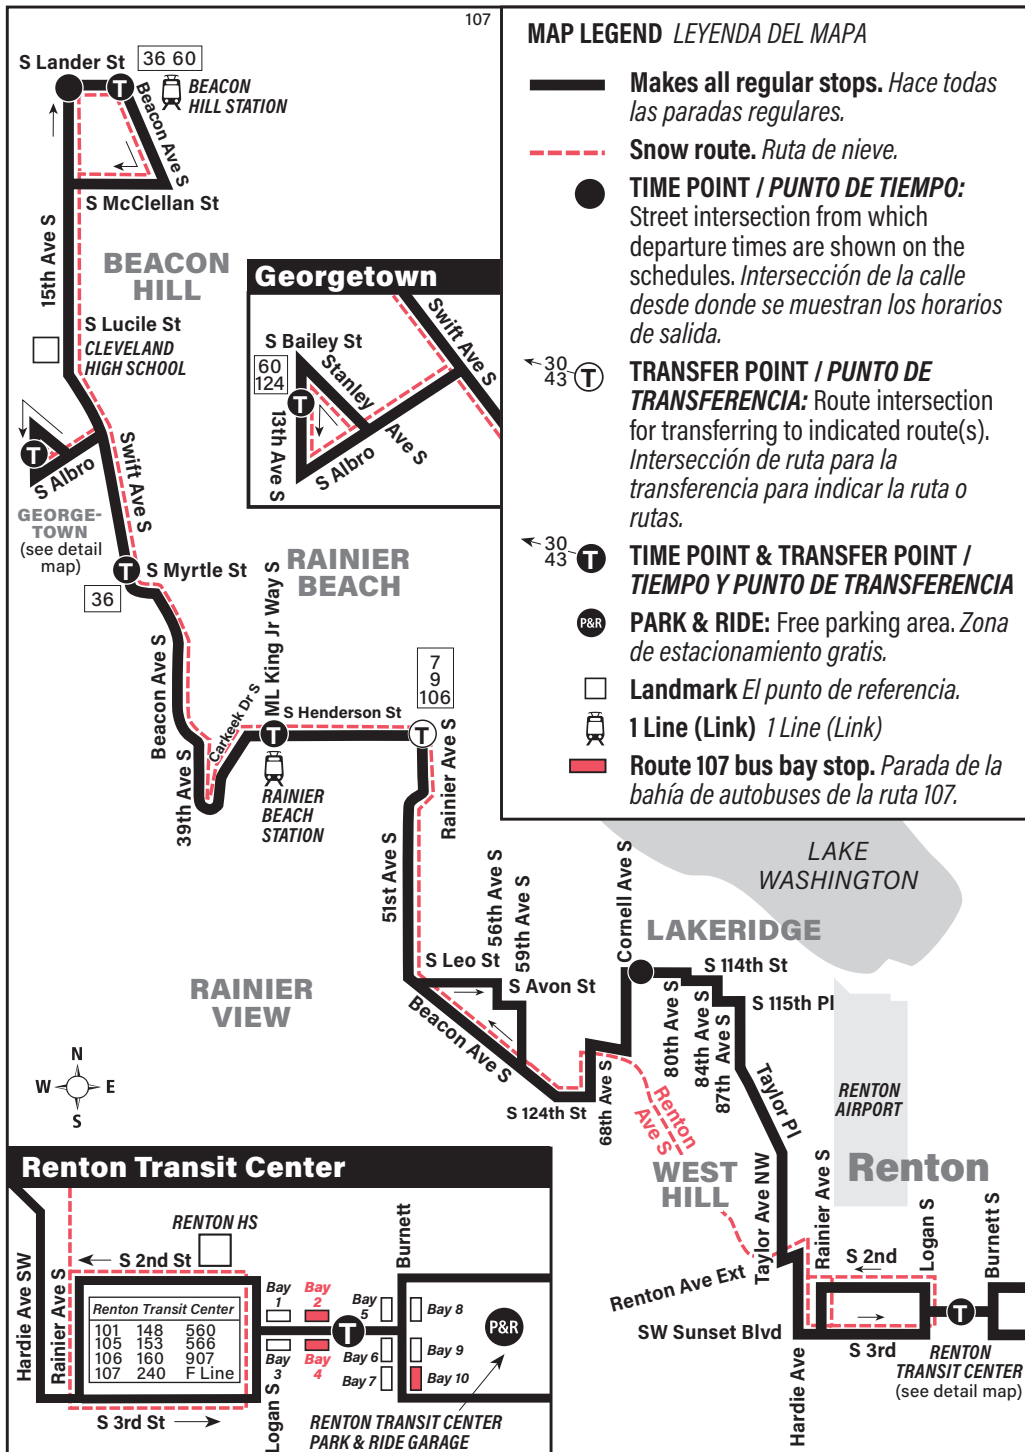 107
S Lander St
36 60
BEACON
HILL STATION
Beacon Ave S
S McClellan St
15th Ave S
BEACON
HILL
S Lucile St
CLEVELAND
HIGH SCHOOL
S Albro
Swift Ave S
GEORGE-
TOWN
(see detail
map)
T
T
T
S Myrtle St
36
Georgetown
S Bailey St
60
124
T
Stanley
Ave S
Swift Ave S
13th Ave S
S Albro
RAINIER
BEACH
Beacon Ave S
39th Ave S
Carkeek Dr S
ML King Jr Way S
S Henderson St
T
RAINIER
BEACH
STATION
7
9
106
T
Rainier Ave S
51st Ave S
56th Ave S
59th Ave S
S Leo St
S Avon St
Beacon Ave S
RAINIER
VIEW
S 124th St
68th Ave S
Cornell Ave S
LAKERIDGE
LAKE
WASHINGTON
S 114th St
S 115th Pl
80th Ave S
84th Ave S
87th Ave S
Taylor Pl
Renton
Ave S
WEST
HILL
RENTON
AIRPORT
Renton
Taylor Ave NW
Rainier Ave S
Logan S
Burnett S
S 2nd
Renton Ave Ext
SW Sunset Blvd
S 3rd
T
Hardie Ave
RENTON
TRANSIT CENTER
(see detail map)
N
W E
S
Renton Transit Center
Hardie Ave SW
Rainier Ave S
RENTON HS
S 2nd St
Renton Transit Center
101 148 560
105 153 566
106 160 907
107 240 F Line
S 3rd St
Logan S
Bay
1
Bay
2
Bay
3
Bay
4
T
Bay
5
Bay 6
Bay 7
Burnett
Bay 8
Bay 9
Bay 10
P&R
RENTON TRANSIT CENTER
PARK & RIDE GARAGE
MAP LEGEND LEYENDA DEL MAPA
Makes all regular stops. Hace todas
las paradas regulares.
Snow route. Ruta de nieve.
TIME POINT / PUNTO DE TIEMPO:
Street intersection from which
departure times are shown on the
schedules. Intersección de la calle
desde donde se muestran los horarios
de salida.
30
43 T
TRANSFER POINT / PUNTO DE
TRANSFERENCIA: Route intersection
for transferring to indicated route(s).
Intersección de ruta para la
transferencia para indicar la ruta o
rutas.
30
43 T
TIME POINT & TRANSFER POINT /
TIEMPO Y PUNTO DE TRANSFERENCIA
P&R PARK & RIDE: Free parking area. Zona
de estacionamiento gratis.
Landmark El punto de referencia.
1 Line (Link) 1 Line (Link)
Route 107 bus bay stop. Parada de la
bahía de autobuses de la ruta 107.